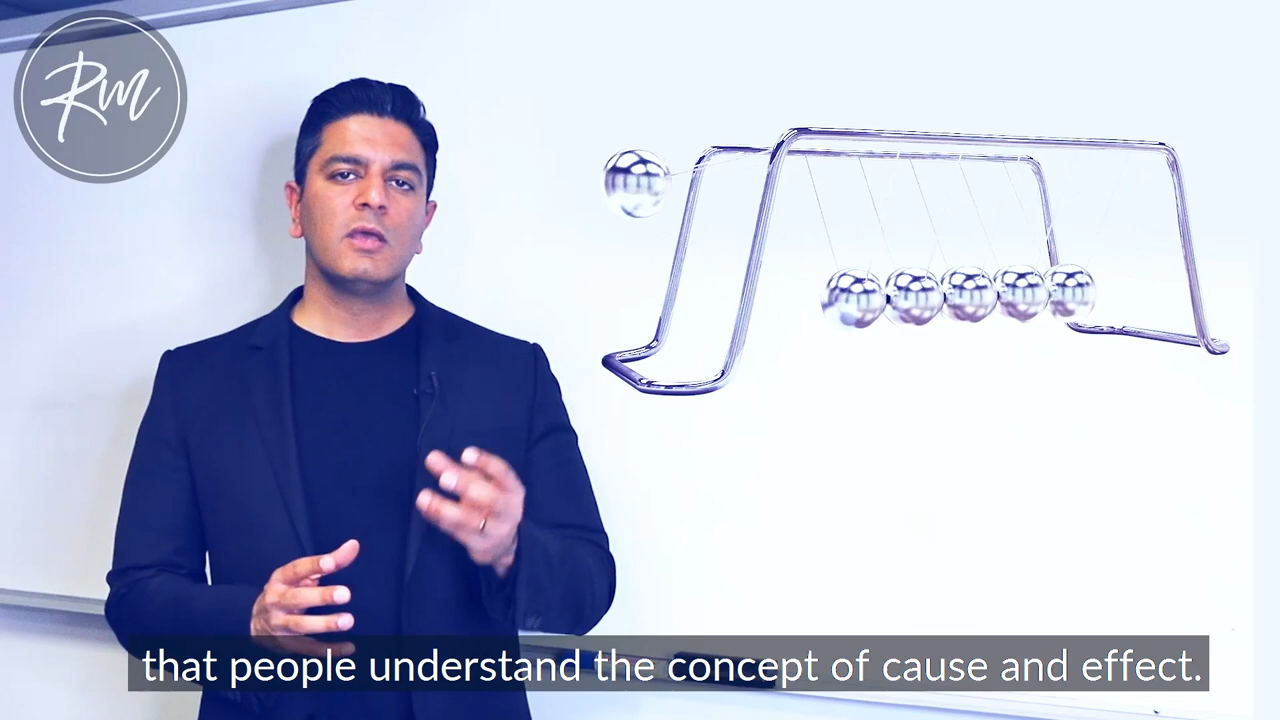 Rm
that people understand the concept of cause and effect.